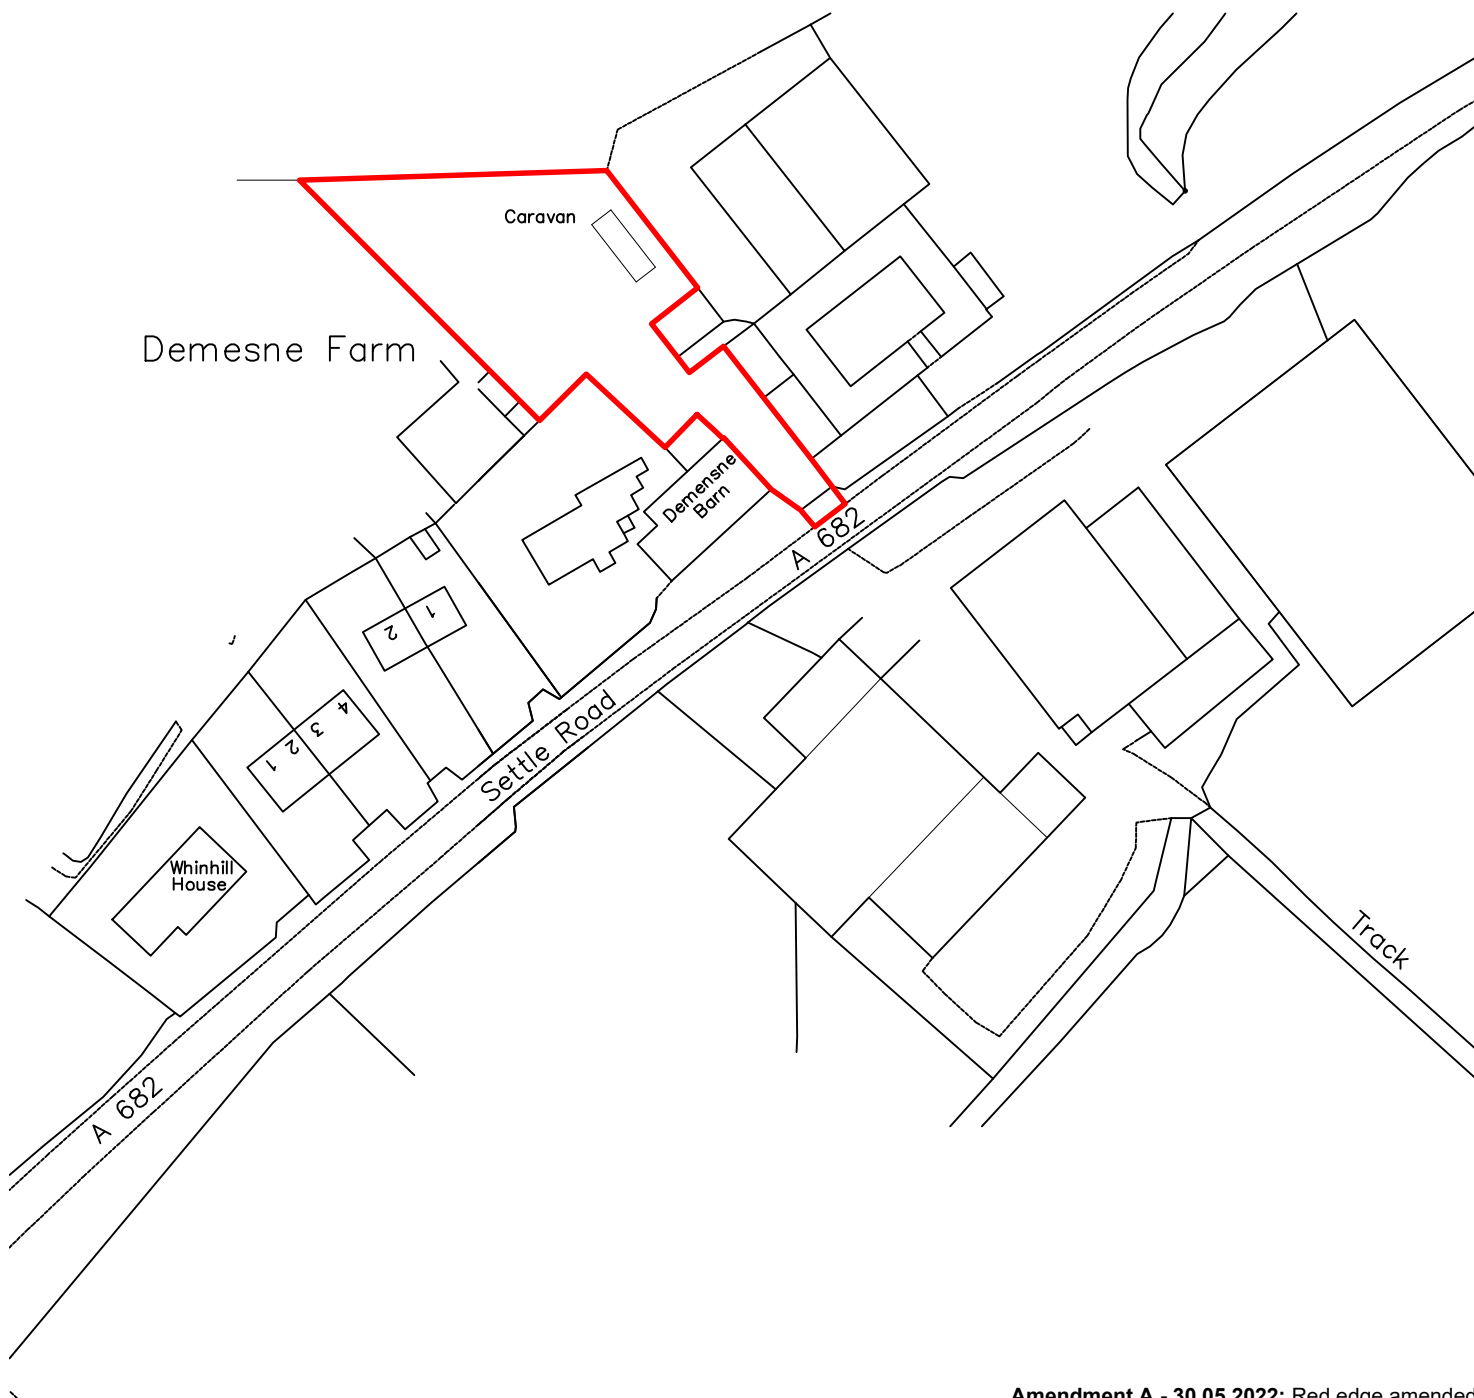 Caravan
Demesne Farm
Demensne
Barn
A 682
1
2
4
3
2
1
Settle Road
Whinhill
House
Track
A 682
Amendment A - 30.05.2022: Red edge amended